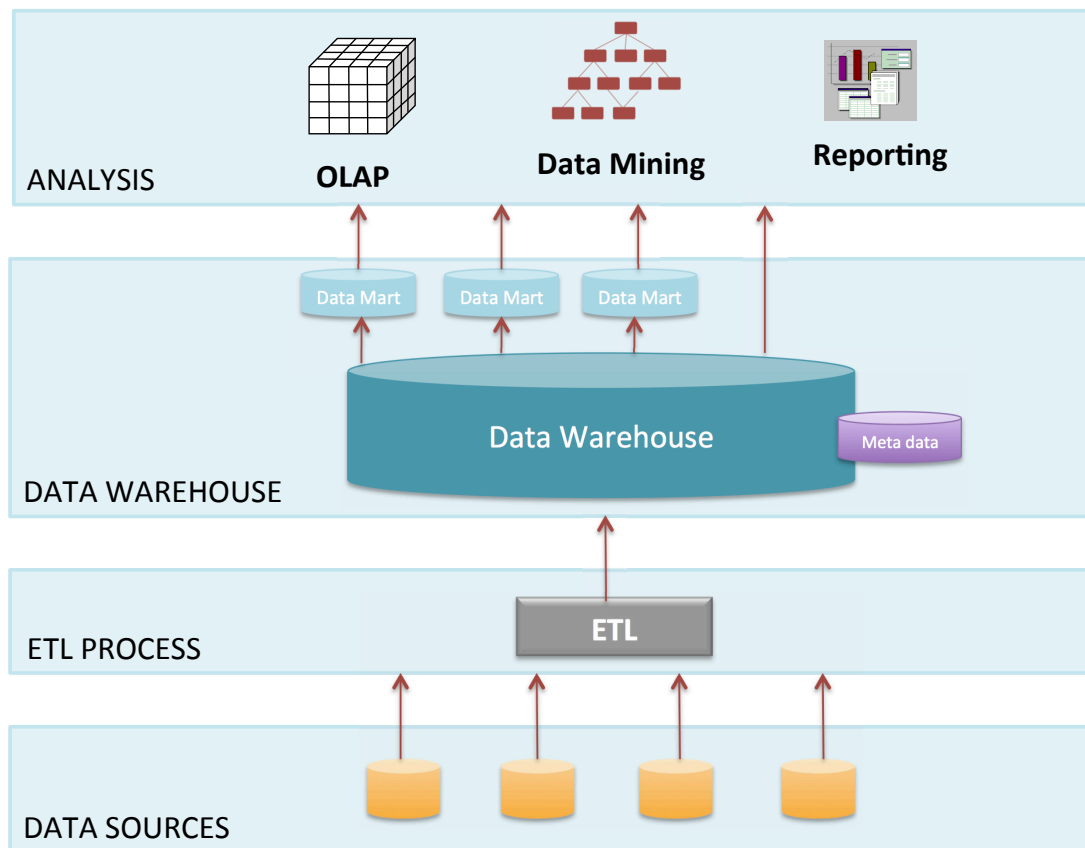 OLAP
Data Mining
Reporting
ANALYSIS
Data Mart
Data Mart
Data Mart
Data Warehouse
Meta data
DATA WAREHOUSE
ETL
ETL PROCESS
DATA SOURCES